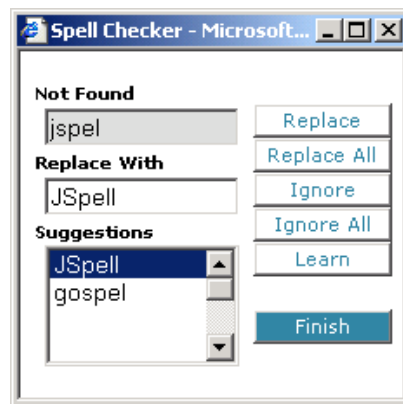 Spell Checker - Microsoft...
Not Found
jspel
Replace With
JSpell
Suggestions
JSpell
gospel
Replace
Replace All
Ignore
Ignore All
Learn
Finish